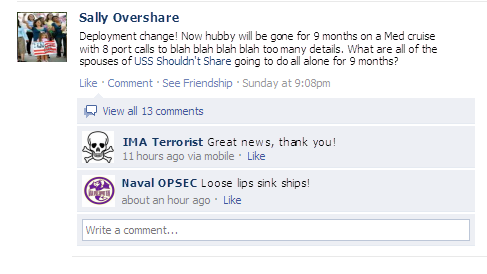 Sally Overshare
Deployment change! Now hubby will be gone for 9 months on a Med cruise
with 8 port calls to blah blah blah blah too many details. What are all of the
spouses of USS Shouldn't Share going to do all alone for 9 months?
Like · Comment · See Friendship · Sunday at 9:08pm
View all 13 comments
IMA Terrorist Great news, thank you!
11 hours ago via mobile · Like
Naval OPSEC Loose lips sink ships!
about an hour ago · Like
Write a comment...